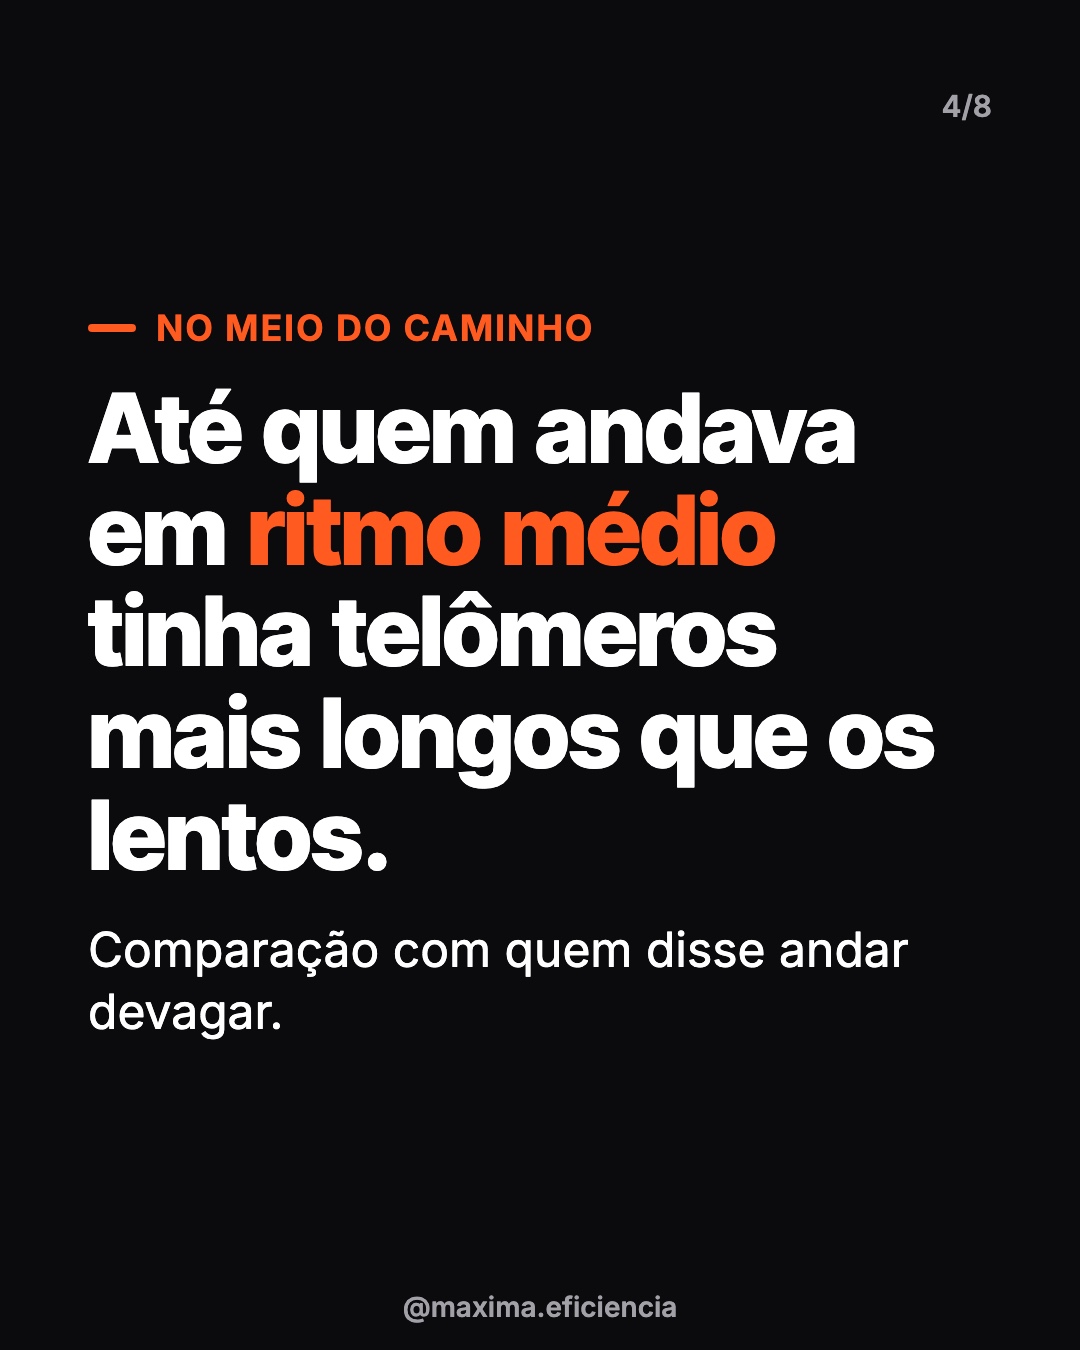 4/8
NO MEIO DO CAMINHO
Até quem andava
em ritmo médio
tinha telômeros
mais longos que os
lentos.
Comparação com quem disse andar
devagar.
@maxima.eficiencia